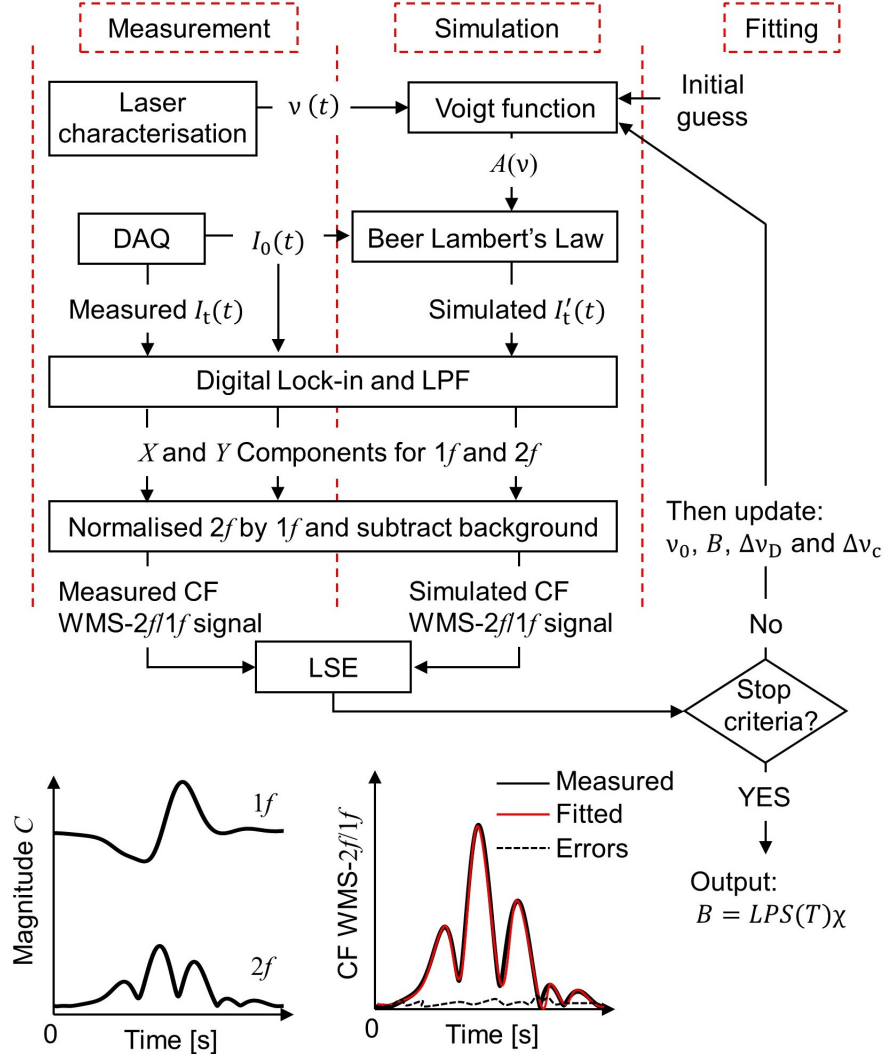 Measurement
Simulation
Fitting
Laser
characterisation
ν (t)
Voigt function
Initial
guess
A(ν)
DAQ
I₀(t)
Beer Lambert's Law
Measured Iₜ(t)
Simulated I′ₜ(t)
Digital Lock-in and LPF
X and Y Components for 1f and 2f
Normalised 2f by 1f and subtract background
Then update:
ν₀, B, Δν_D and Δν_c
Measured CF
WMS-2f/1f signal
Simulated CF
WMS-2f/1f signal
No
LSE
Stop
criteria?
YES
Output:
B = LPS(T)χ
Magnitude C
1f
2f
0
Time [s]
CF WMS-2f/1f
Measured
Fitted
Errors
0
Time [s]